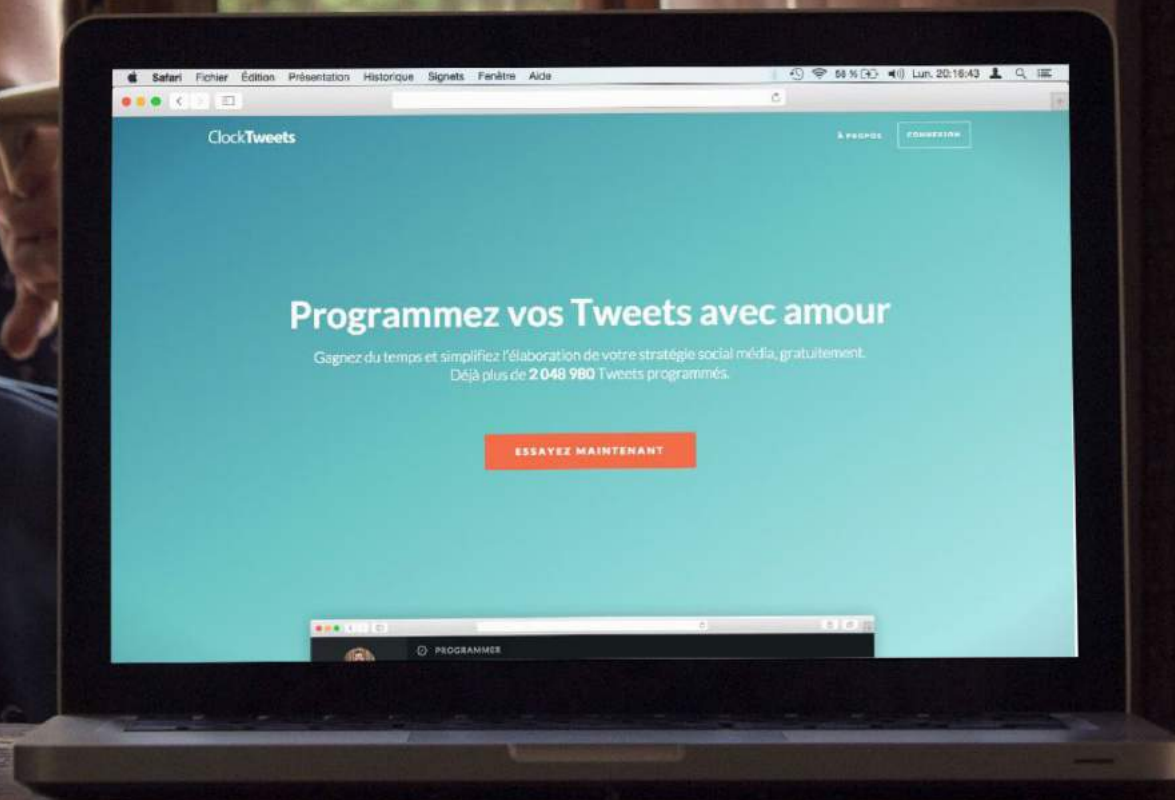 Safari Fichier Édition Présentation Historique Signets Fenêtre Aide
Lun. 20:16:43
ClockTweets
À PROPOS
CONNEXION
Programmez vos Tweets avec amour
Gagnez du temps et simplifiez l'élaboration de votre stratégie social média, gratuitement.
Déjà plus de 2 048 980 Tweets programmés.
ESSAYEZ MAINTENANT
PROGRAMMER